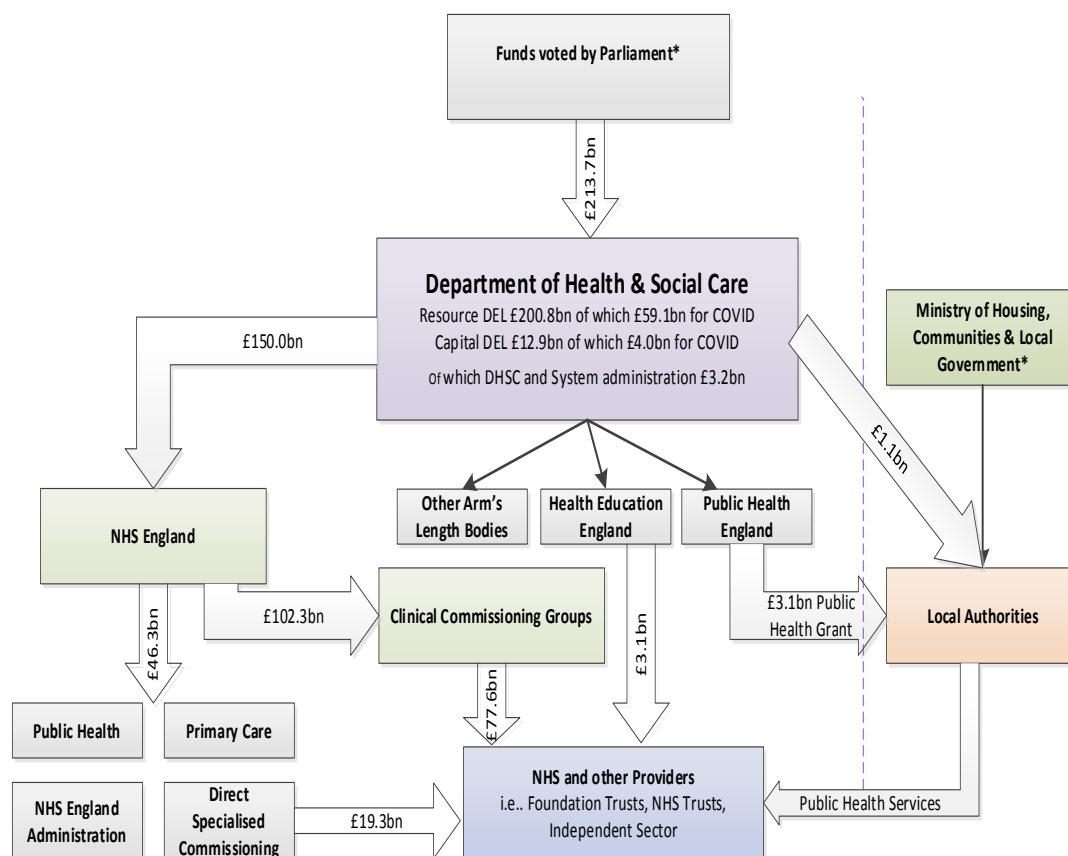 Funds voted by Parliament*
£213.7bn
Department of Health & Social Care
Resource DEL £200.8bn of which £59.1bn for COVID
Capital DEL £12.9bn of which £4.0bn for COVID
Of which DHSC and System administration £3.2bn
Ministry of Housing,
Communities & Local
Government*
£150.0bn
£1.1bn
NHS England
Other Arm's
Length Bodies
Health Education
England
Public Health
England
£102.3bn
Clinical Commissioning Groups
£3.1bn Public
Health Grant
Local Authorities
£46.3bn
£3.1bn
£77.6bn
Public Health
Primary Care
NHS England
Administration
Direct
Specialised
Commissioning
£19.3bn
NHS and other Providers
i.e.. Foundation Trusts, NHS Trusts,
Independent Sector
Public Health Services